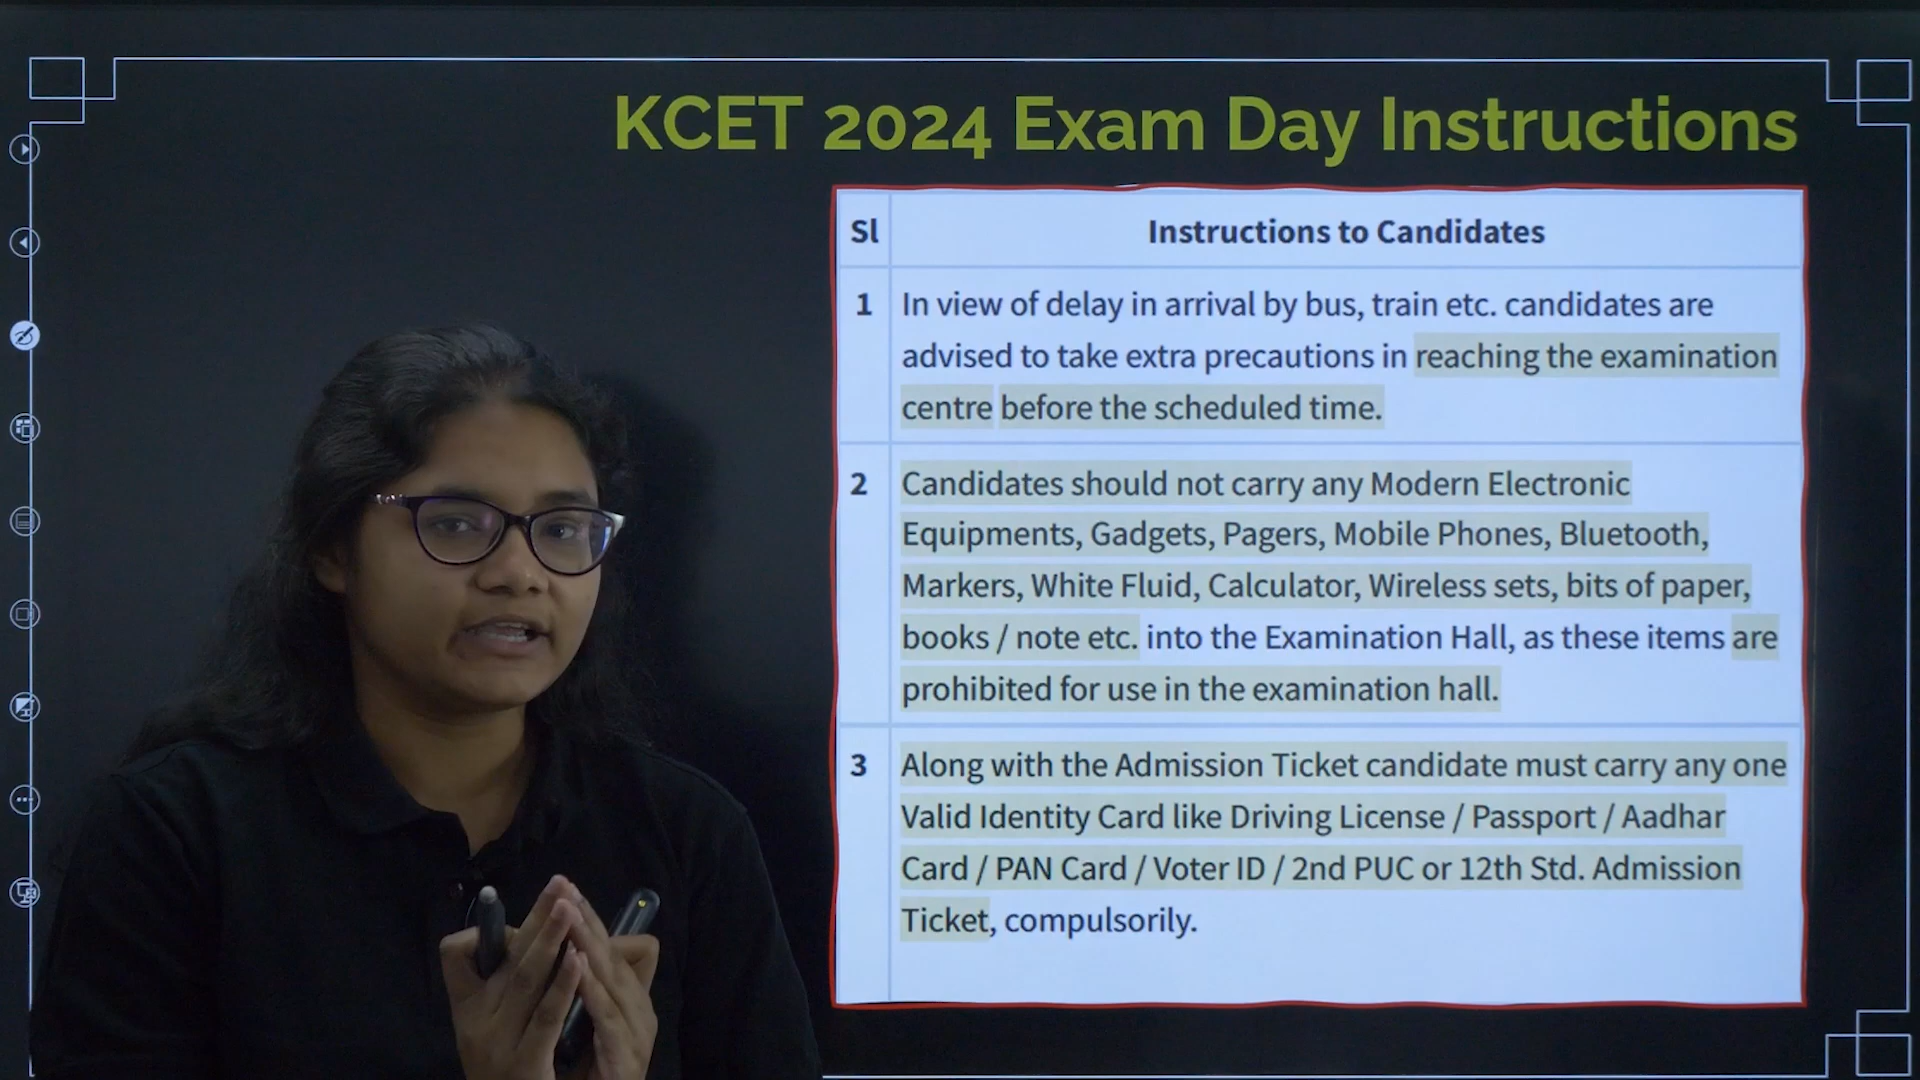 KCET 2024 Exam Day Instructions
Sl
Instructions to Candidates
1
In view of delay in arrival by bus, train etc. candidates are
advised to take extra precautions in reaching the examination
centre before the scheduled time.
2
Candidates should not carry any Modern Electronic
Equipments, Gadgets, Pagers, Mobile Phones, Bluetooth,
Markers, White Fluid, Calculator, Wireless sets, bits of paper,
books / note etc. into the Examination Hall, as these items are
prohibited for use in the examination hall.
3
Along with the Admission Ticket candidate must carry any one
Valid Identity Card like Driving License / Passport / Aadhar
Card / PAN Card / Voter ID / 2nd PUC or 12th Std. Admission
Ticket, compulsorily.